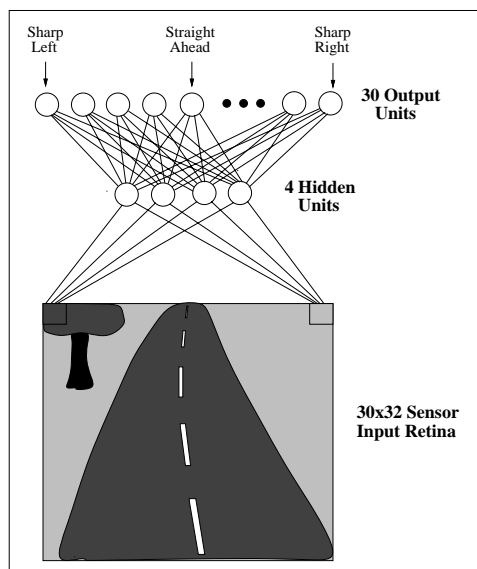 Sharp
Left
Straight
Ahead
Sharp
Right
30 Output
Units
4 Hidden
Units
30x32 Sensor
Input Retina